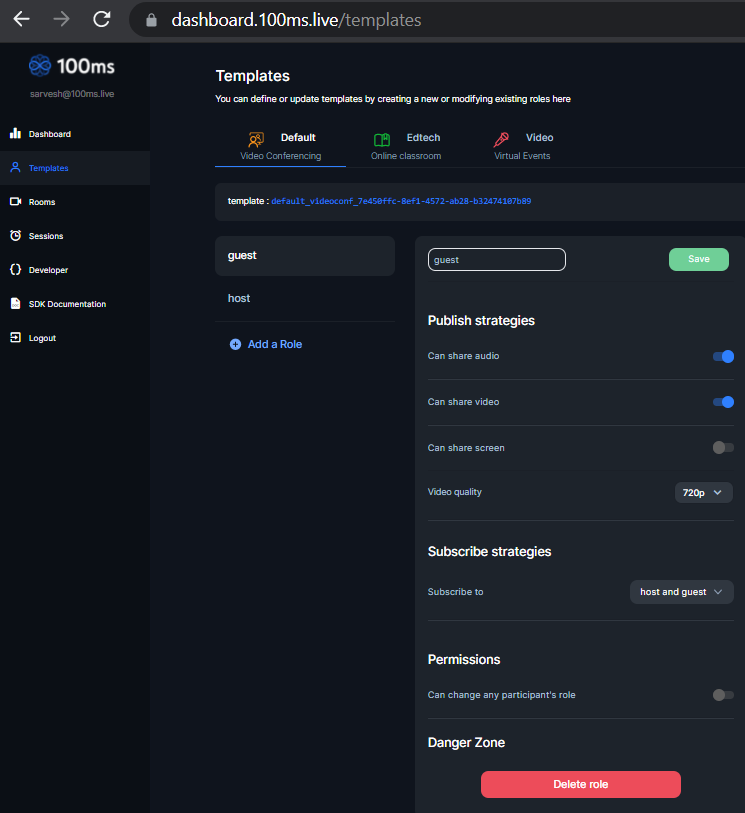 dashboard.100ms.live/templates
100ms
sarvesh@100ms.live
Dashboard
Templates
Rooms
Sessions
Developer
SDK Documentation
Logout
Templates
You can define or update templates by creating a new or modifying existing roles here
Default
Video Conferencing
Edtech
Online classroom
Video
Virtual Events
template : default_videoconf_7e450ffc-8ef1-4572-ab28-b32474107b89
guest
host
Add a Role
guest
Save
Publish strategies
Can share audio
Can share video
Can share screen
Video quality 720p
Subscribe strategies
Subscribe to host and guest
Permissions
Can change any participant's role
Danger Zone
Delete role